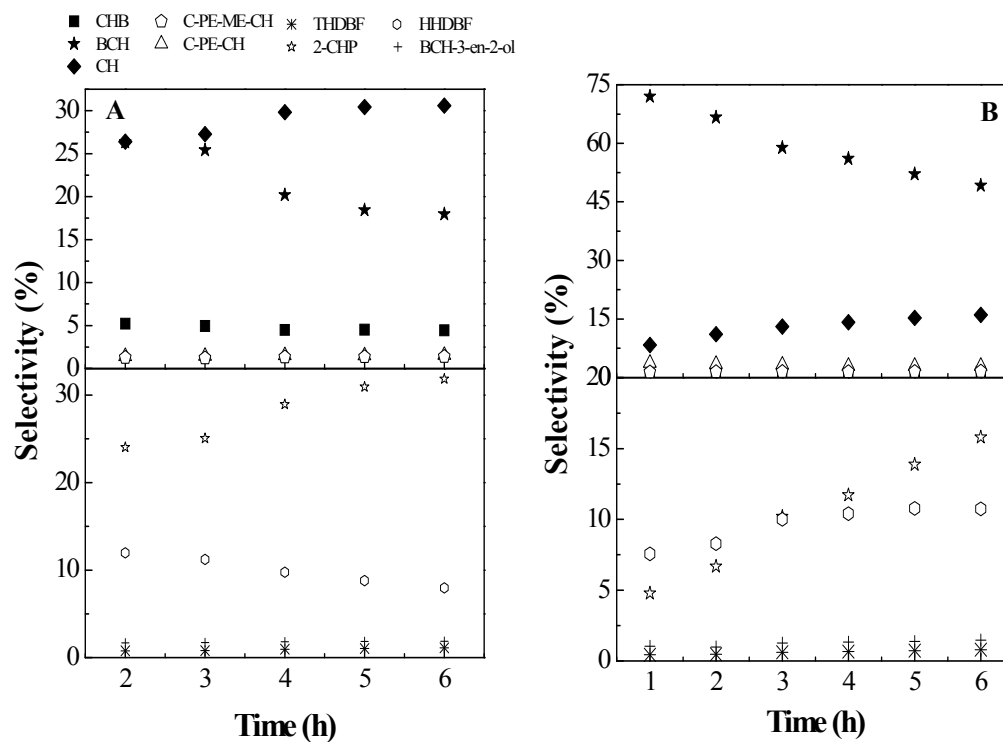 CHB C-PE-ME-CH THDBF HHDBF
BCH C-PE-CH 2-CHP BCH-3-en-2-ol
CH
A
30
25
20
15
10
5
0
30
20
10
0
2 3 4 5 6
Time (h)
Selectivity (%)
B
75
60
45
30
15
20
15
10
5
0
1 2 3 4 5 6
Time (h)
Selectivity (%)